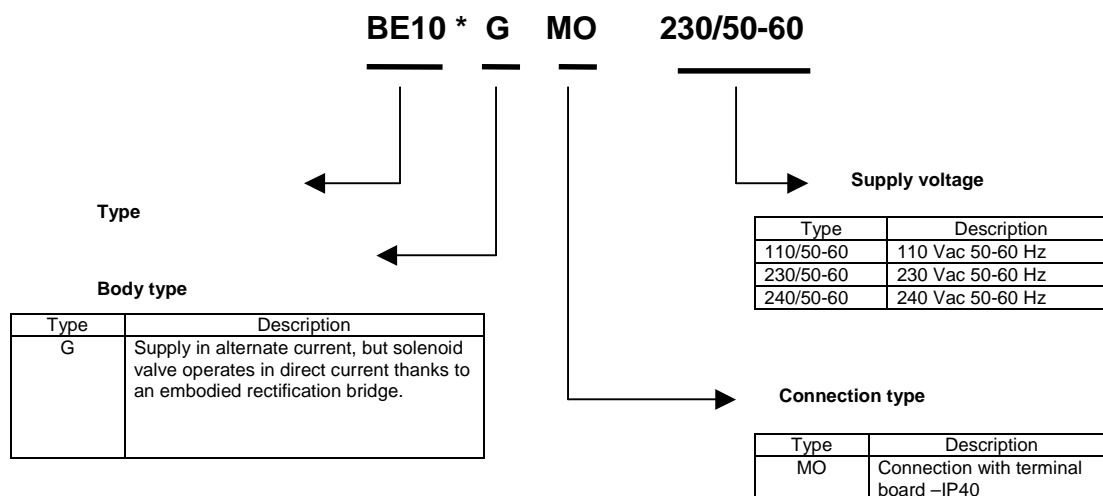 BE10 * G MO 230/50-60
Type
Body type
Type Description
G Supply in alternate current, but solenoid
valve operates in direct current thanks to
an embodied rectification bridge.
Supply voltage
Type Description
110/50-60 110 Vac 50-60 Hz
230/50-60 230 Vac 50-60 Hz
240/50-60 240 Vac 50-60 Hz
Connection type
Type Description
MO Connection with terminal
board –IP40